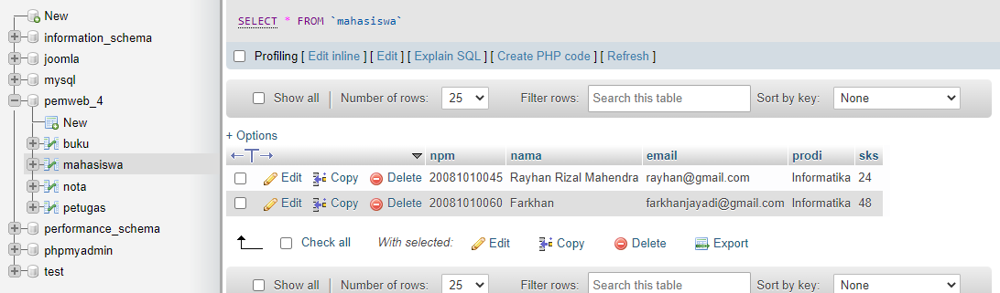 New
information_schema
joomla
mysql
pemweb_4
New
buku
mahasiswa
nota
petugas
performance_schema
phpmyadmin
test
SELECT * FROM `mahasiswa`
Profiling [ Edit inline ] [ Edit ] [ Explain SQL ] [ Create PHP code ] [ Refresh ]
Show all Number of rows: 25 Filter rows: Search this table Sort by key: None
+ Options
npm nama email prodi sks
Edit Copy Delete 20081010045 Rayhan Rizal Mahendra rayhan@gmail.com Informatika 24
Edit Copy Delete 20081010060 Farkhan farkhanjayadi@gmail.com Informatika 48
Check all With selected: Edit Copy Delete Export
Show all Number of rows: 25 Filter rows: Search this table Sort by key: None